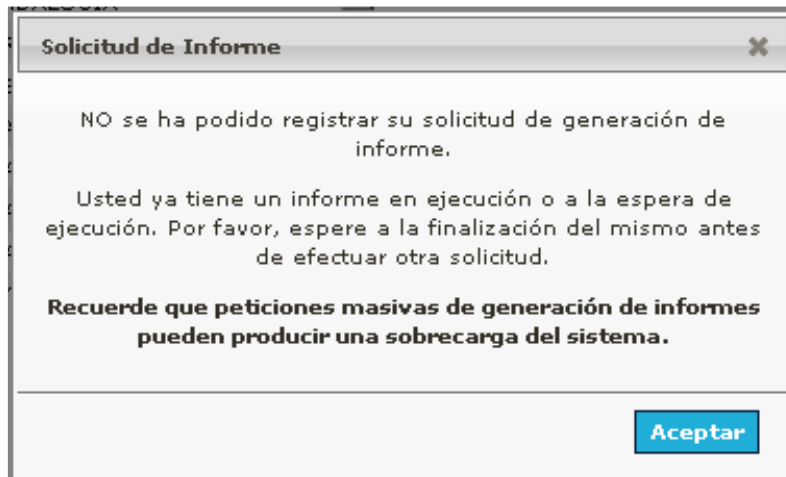 Solicitud de Informe
NO se ha podido registrar su solicitud de generación de
informe.
Usted ya tiene un informe en ejecución o a la espera de
ejecución. Por favor, espere a la finalización del mismo antes
de efectuar otra solicitud.
Recuerde que peticiones masivas de generación de informes
pueden producir una sobrecarga del sistema.
Aceptar